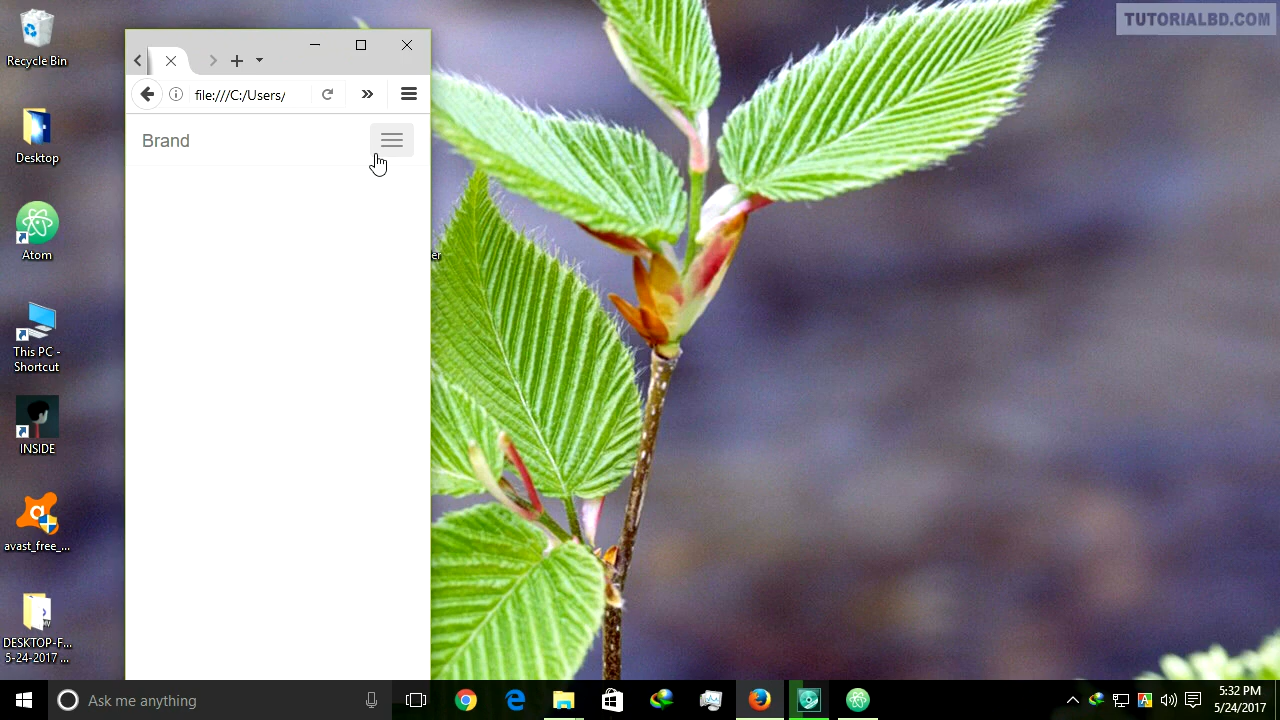 TUTORIALBD.COM
Recycle Bin
file:///C:/Users/
Brand
Desktop
Atom
er
This PC -
Shortcut
INSIDE
avast_free_...
DESKTOP-F...
5-24-2017 ...
Ask me anything
5:32 PM
5/24/2017